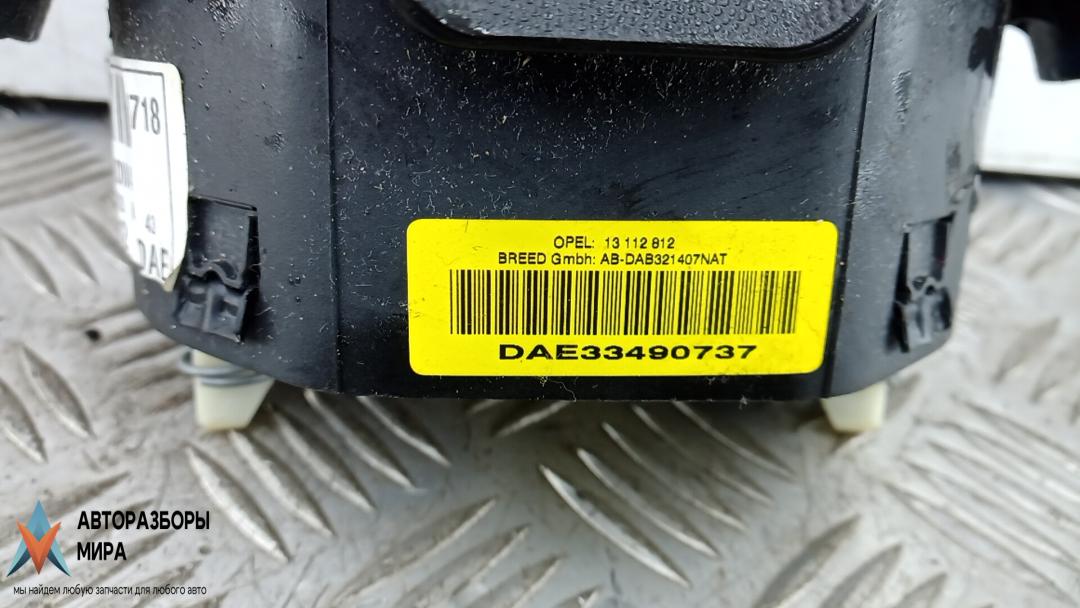 718
43
DAE
OPEL: 13 112 812
BREED Gmbh: AB-DAB321407NAT
DAE33490737
АВТОРАЗБОРЫ
МИРА
мы найдем любую запчасти для любого авто